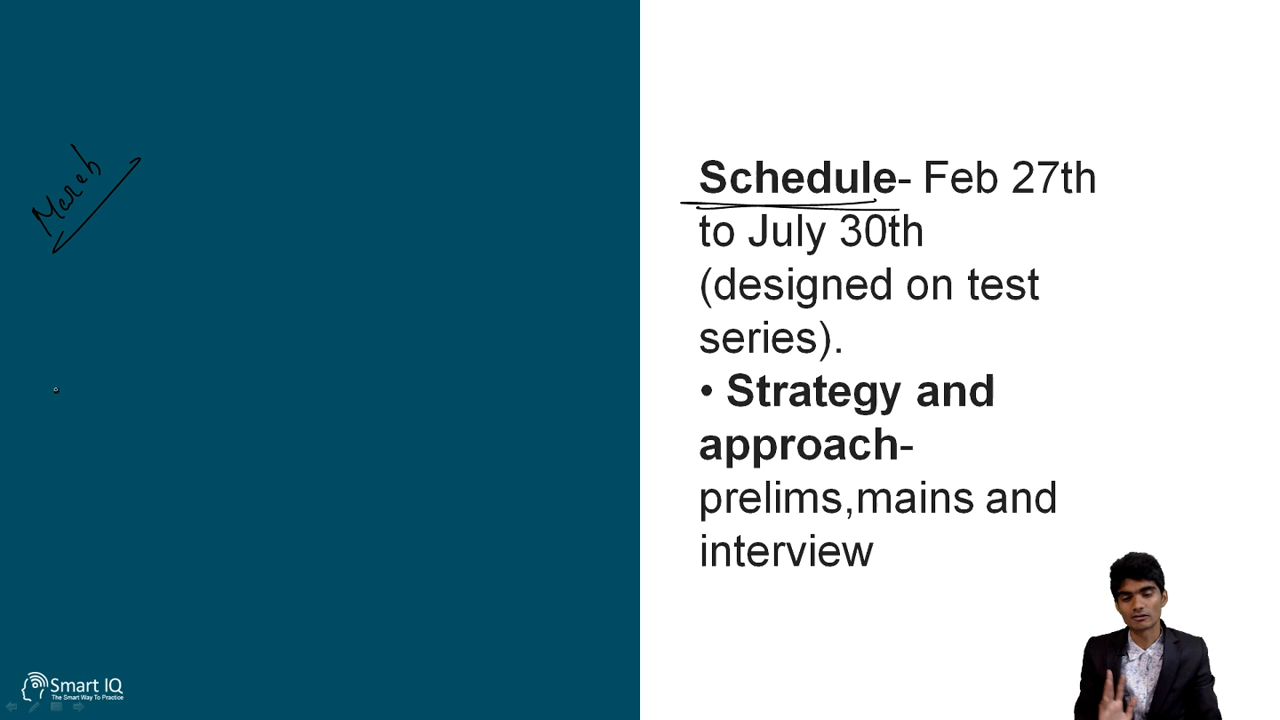 March
Schedule- Feb 27th
to July 30th
(designed on test
series).
• Strategy and
approach-
prelims,mains and
interview
Smart IQ
The Smart Way To Practice